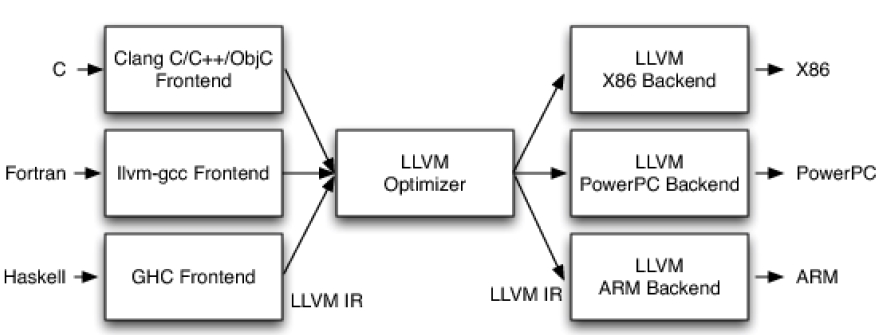 C
Clang C/C++/ObjC
Frontend
LLVM
X86 Backend
X86
Fortran
llvm-gcc Frontend
LLVM
Optimizer
LLVM
PowerPC Backend
PowerPC
Haskell
GHC Frontend
LLVM IR
LLVM IR
LLVM
ARM Backend
ARM